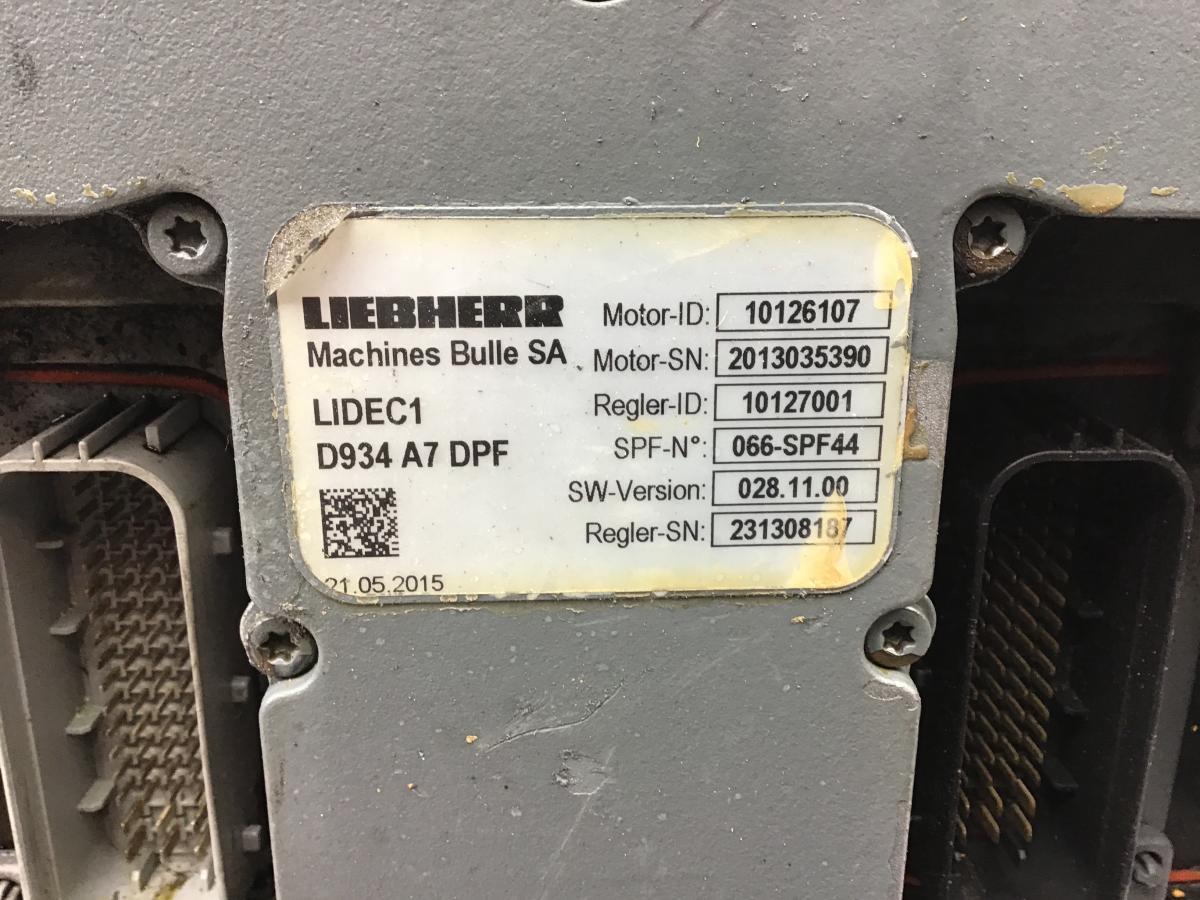 LIEBHERR
Machines Bulle SA
LIDEC1
D934 A7 DPF
21.05.2015
Motor-ID: 10126107
Motor-SN: 2013035390
Regler-ID: 10127001
SPF-N°: 066-SPF44
SW-Version: 028.11.00
Regler-SN: 231308187